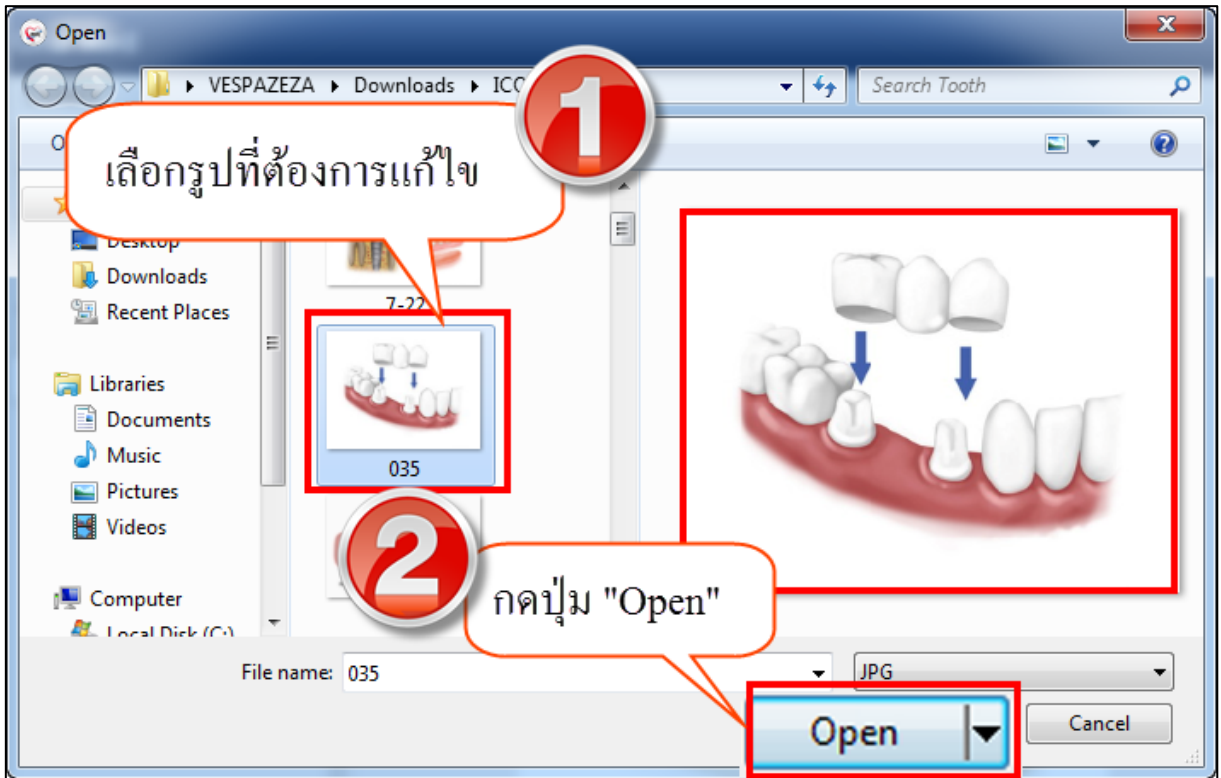 Open
VESPAZEZA ▸ Downloads ▸
Search Tooth
1
เลือกรูปที่ต้องการแก้ไข
Desktop
Downloads
Recent Places
Libraries
Documents
Music
Pictures
Videos
Computer
Local Disk (C:)
7-22
035
2
กดปุ่ม "Open"
File name: 035
JPG
Open
Cancel